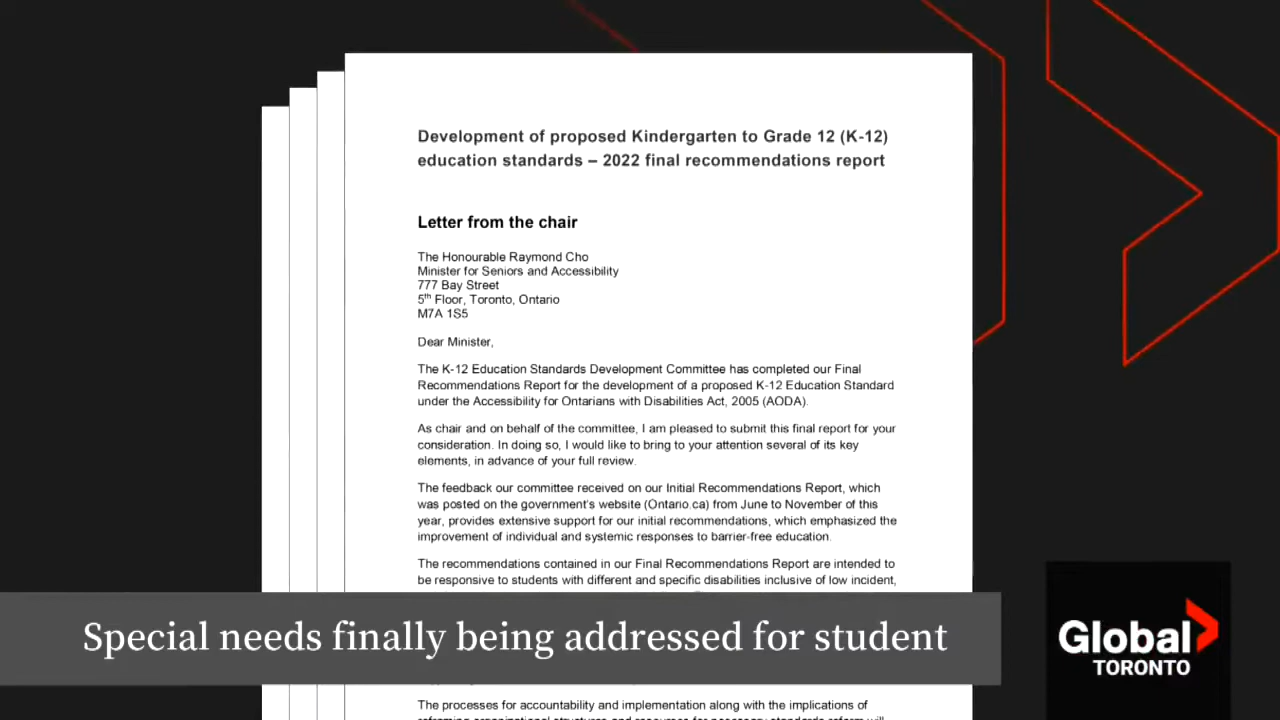 Development of proposed Kindergarten to Grade 12 (K-12)
education standards – 2022 final recommendations report
Letter from the chair
The Honourable Raymond Cho
Minister for Seniors and Accessibility
777 Bay Street
5th Floor, Toronto, Ontario
M7A 1S5
Dear Minister,
The K-12 Education Standards Development Committee has completed our Final
Recommendations Report for the development of a proposed K-12 Education Standard
under the Accessibility for Ontarians with Disabilities Act, 2005 (AODA).
As chair and on behalf of the committee, I am pleased to submit this final report for your
consideration. In doing so, I would like to bring to your attention several of its key
elements, in advance of your full review.
The feedback our committee received on our Initial Recommendations Report, which
was posted on the government's website (Ontario.ca) from June to November of this
year, provides extensive support for our initial recommendations, which emphasized the
improvement of individual and systemic responses to barrier-free education.
The recommendations contained in our Final Recommendations Report are intended to
be responsive to students with different and specific disabilities inclusive of low incident,
Special needs finally being addressed for student
Global
TORONTO
The processes for accountability and implementation along with the implications of